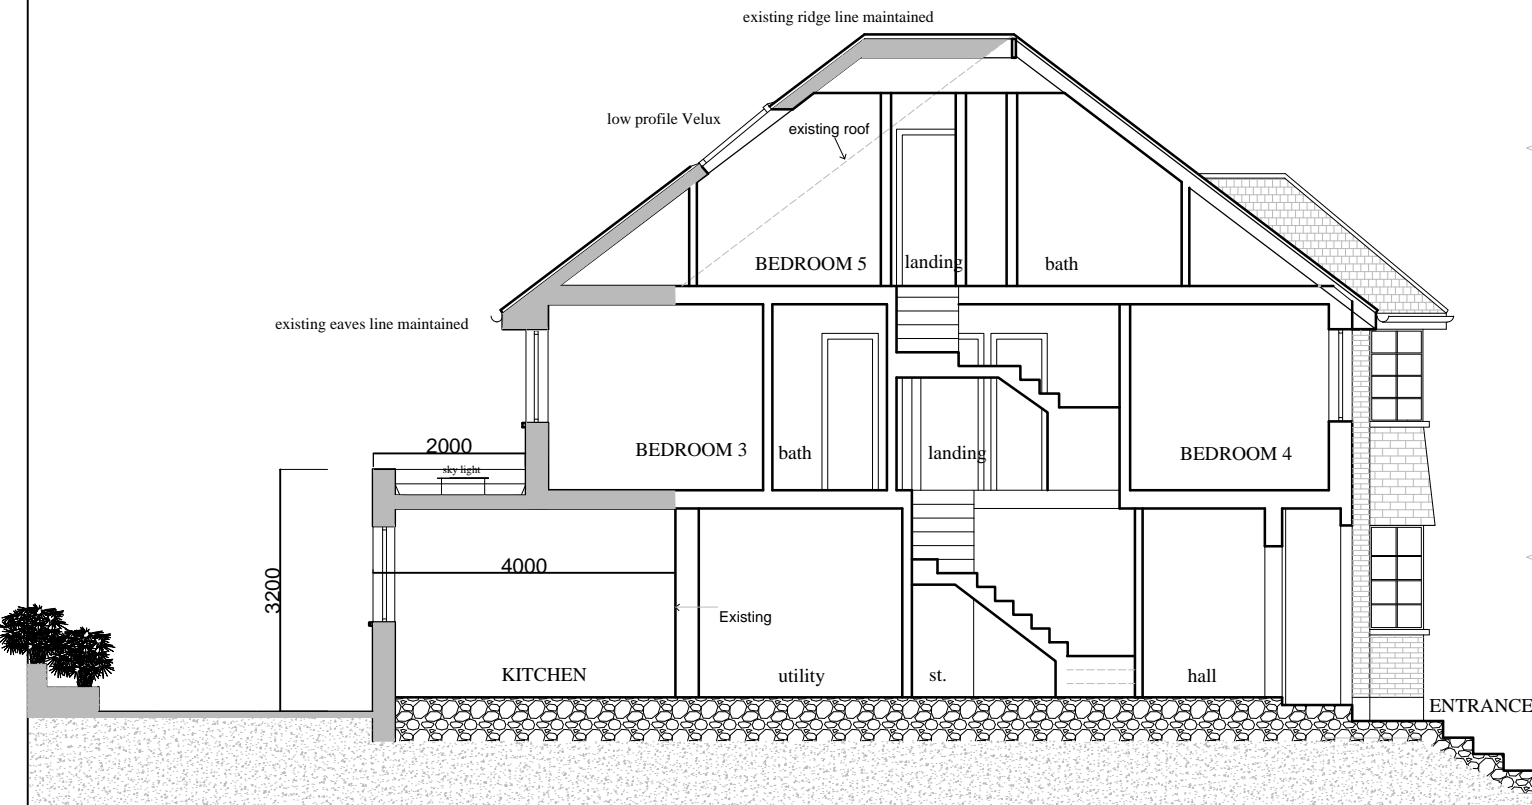 existing ridge line maintained
low profile Velux
existing roof
BEDROOM 5
landing
bath
existing eaves line maintained
2000
sky light
BEDROOM 3
bath
landing
BEDROOM 4
4000
3200
Existing
KITCHEN
utility
st.
hall
ENTRANCE